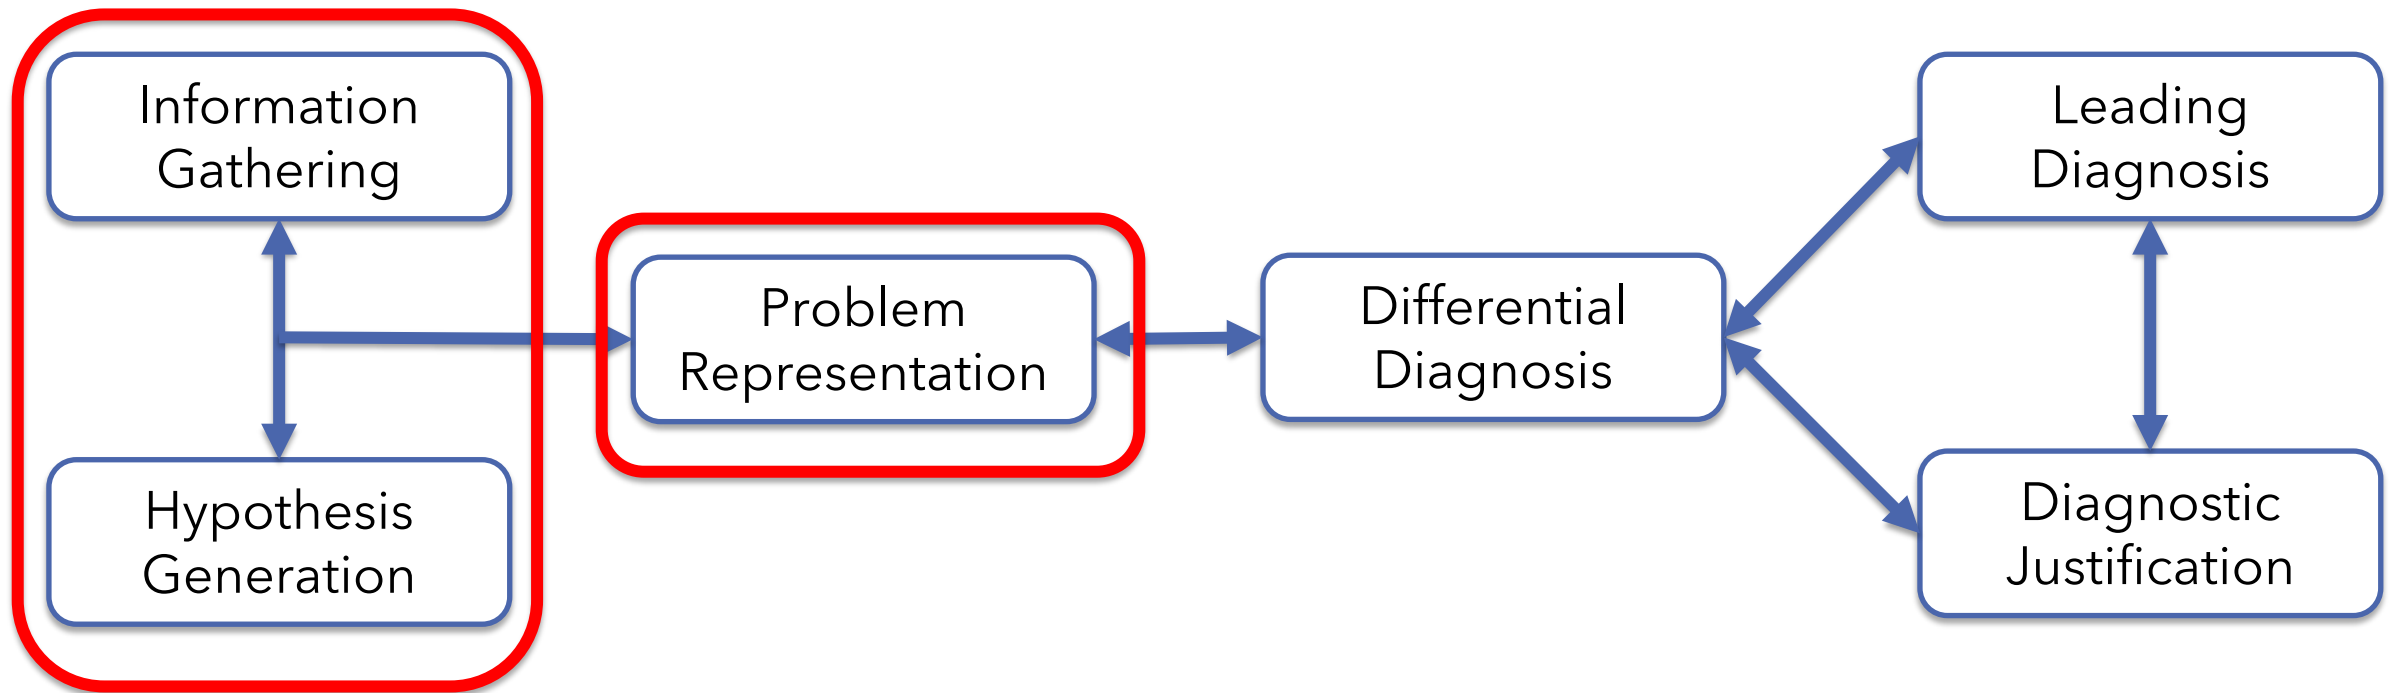 Information
Gathering
Hypothesis
Generation
Problem
Representation
Differential
Diagnosis
Leading
Diagnosis
Diagnostic
Justification